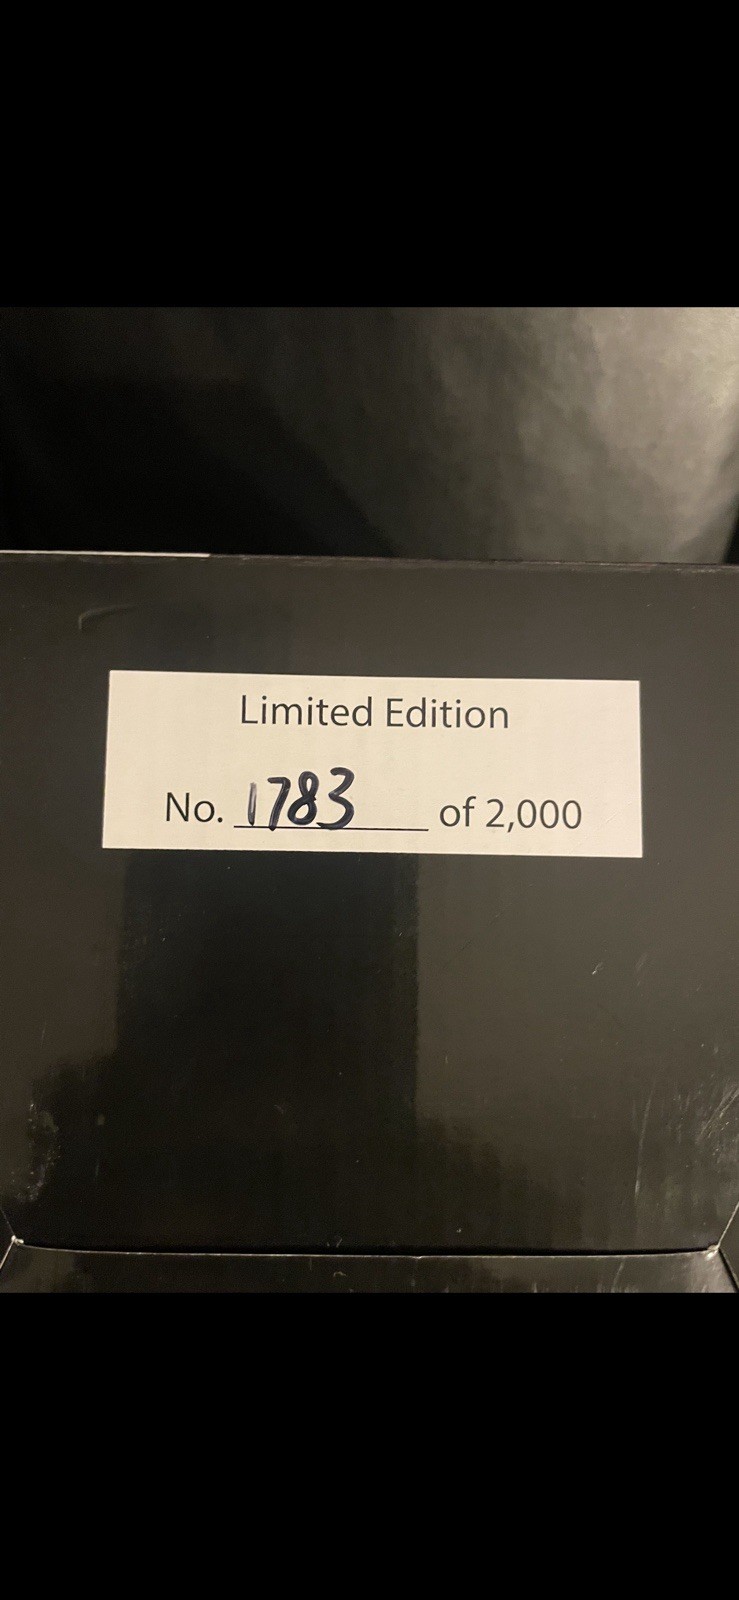 Limited Edition
No. 1783 of 2,000